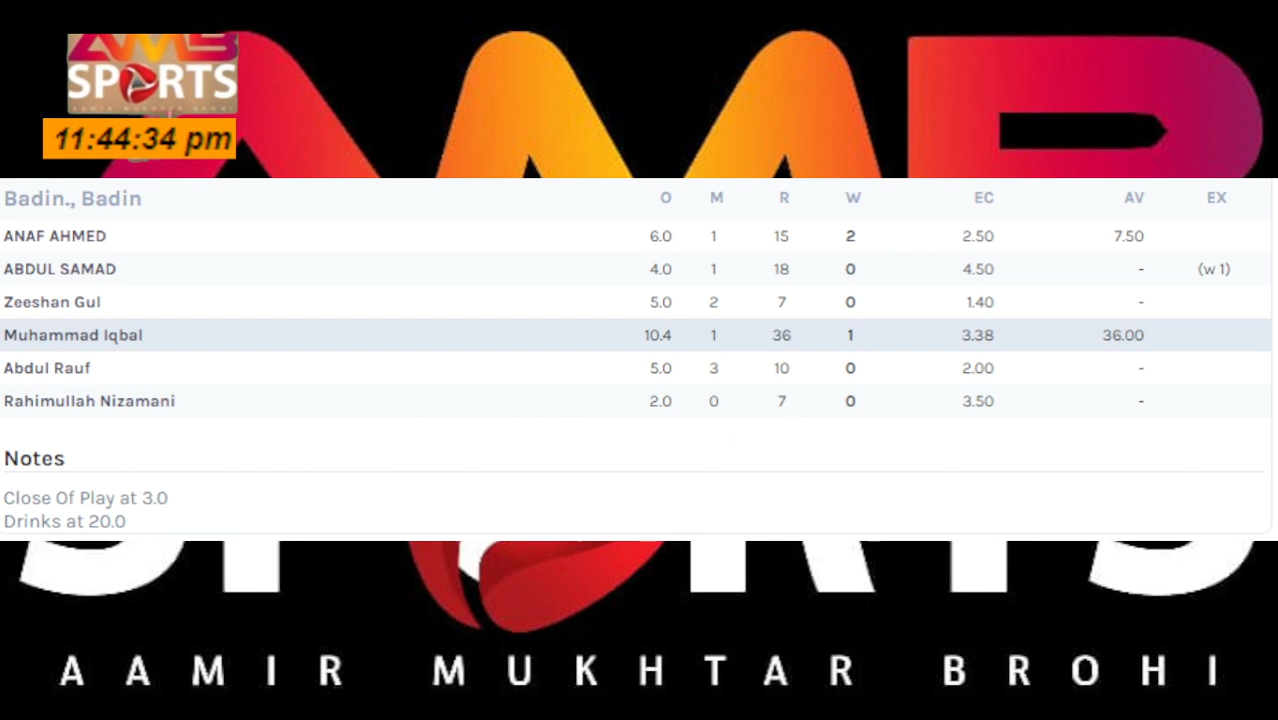 AMB
SPORTS
11:44:34 pm
Badin., Badin O M R W EC AV EX
ANAF AHMED 6.0 1 15 2 2.50 7.50
ABDUL SAMAD 4.0 1 18 0 4.50 - (w 1)
Zeeshan Gul 5.0 2 7 0 1.40 -
Muhammad Iqbal 10.4 1 36 1 3.38 36.00
Abdul Rauf 5.0 3 10 0 2.00 -
Rahimullah Nizamani 2.0 0 7 0 3.50 -
Notes
Close Of Play at 3.0
Drinks at 20.0
SPORTS
AAMIR MUKHTAR BROHI